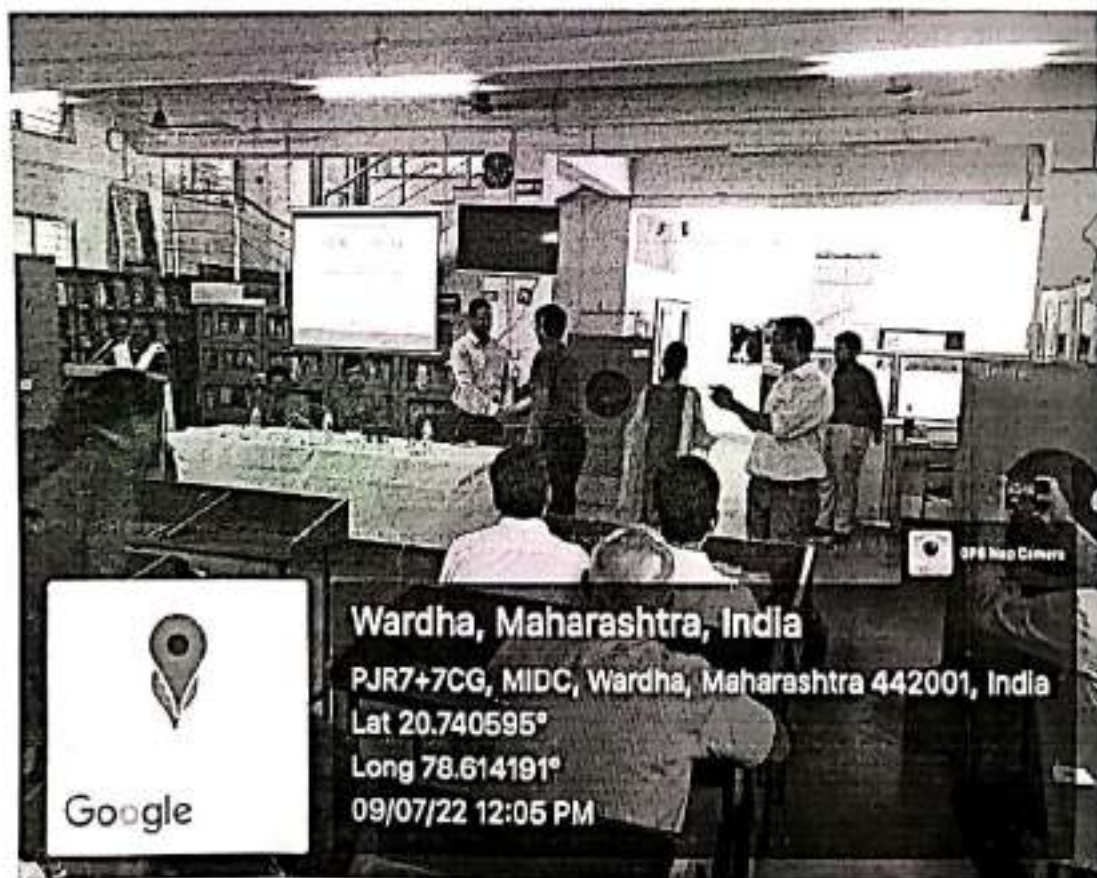 GPS Map Camera
Wardha, Maharashtra, India
PJR7+7CG, MIDC, Wardha, Maharashtra 442001, India
Lat 20.740595°
Long 78.614191°
09/07/22 12:05 PM
Google